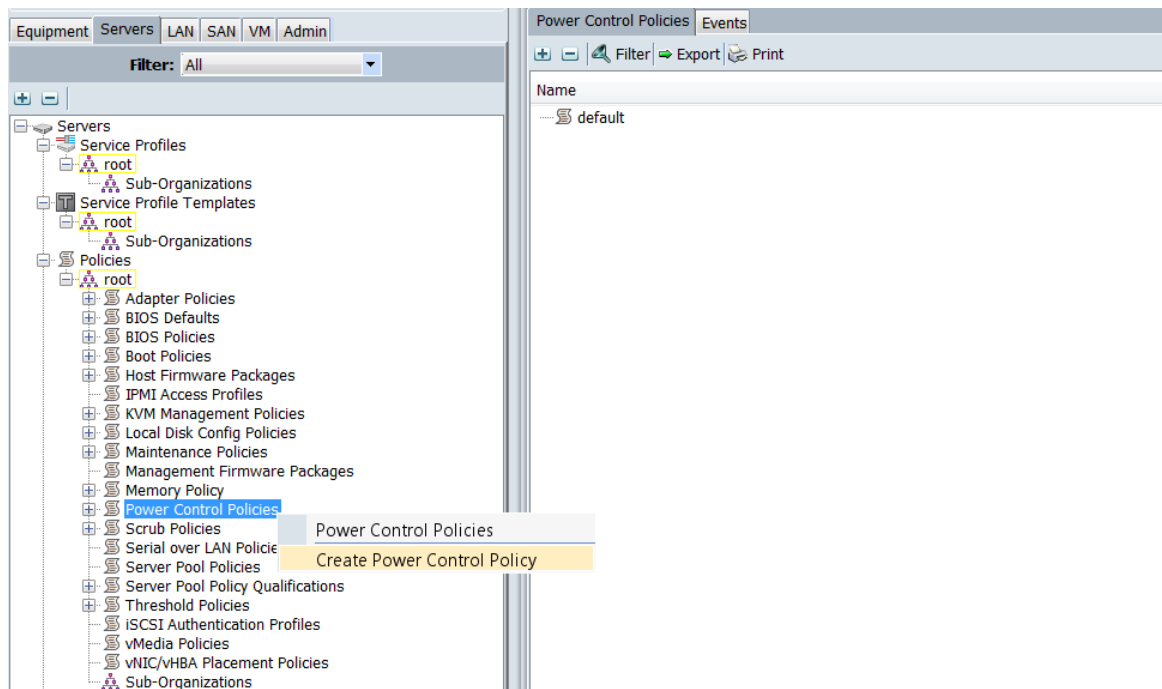 Equipment Servers LAN SAN VM Admin
Filter: All
Servers
Service Profiles
root
Sub-Organizations
Service Profile Templates
root
Sub-Organizations
Policies
root
Adapter Policies
BIOS Defaults
BIOS Policies
Boot Policies
Host Firmware Packages
IPMI Access Profiles
KVM Management Policies
Local Disk Config Policies
Maintenance Policies
Management Firmware Packages
Memory Policy
Power Control Policies
Scrub Policies
Serial over LAN Policie
Server Pool Policies
Server Pool Policy Qualifications
Threshold Policies
iSCSI Authentication Profiles
vMedia Policies
vNIC/vHBA Placement Policies
Sub-Organizations
Power Control Policies
Create Power Control Policy
Power Control Policies Events
Filter Export Print
Name
default